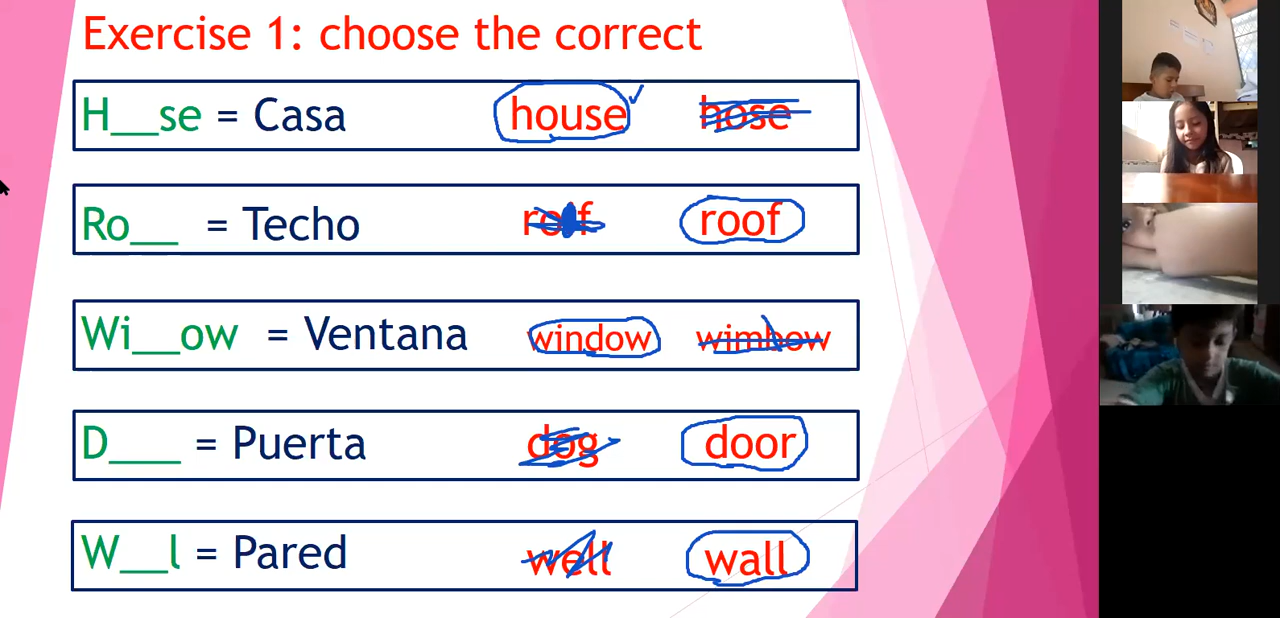 Exercise 1: choose the correct
H__se = Casa house hose
Ro__ = Techo rolf roof
Wi__ow = Ventana window wimbow
D___ = Puerta dog door
W__l = Pared well wall